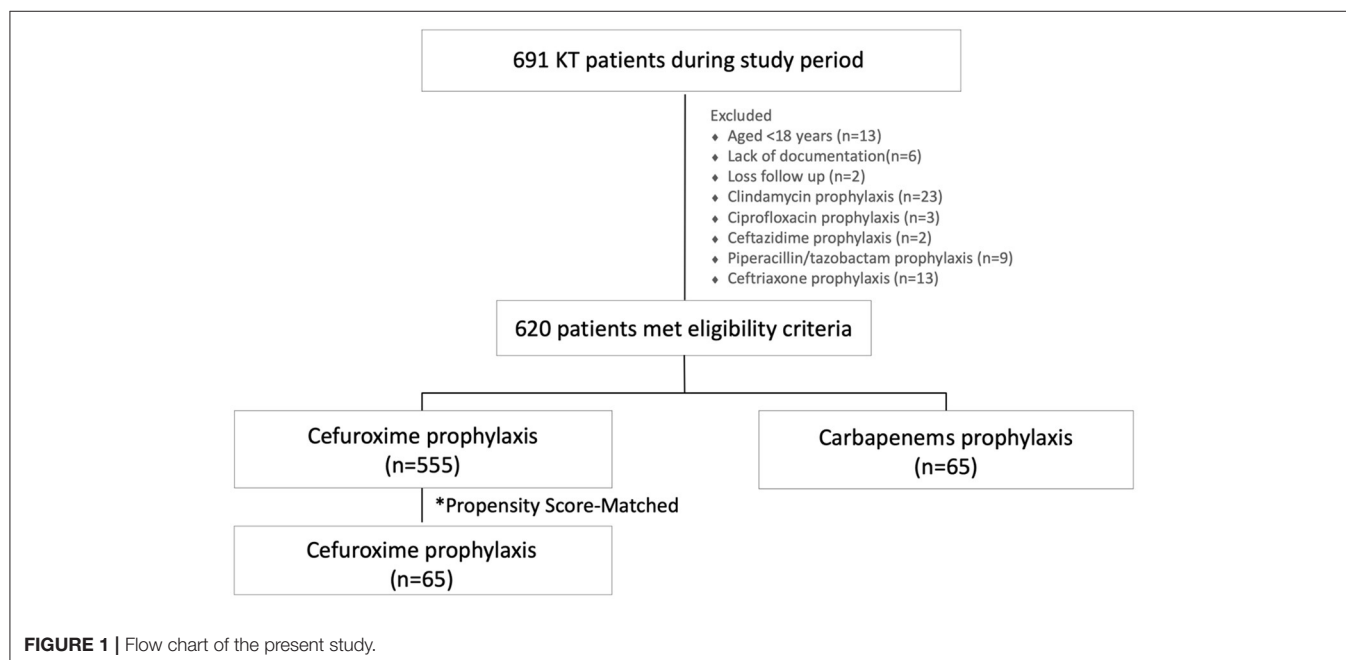 691 KT patients during study period
Excluded
♦ Aged <18 years (n=13)
♦ Lack of documentation(n=6)
♦ Loss follow up (n=2)
♦ Clindamycin prophylaxis (n=23)
♦ Ciprofloxacin prophylaxis (n=3)
♦ Ceftazidime prophylaxis (n=2)
♦ Piperacillin/tazobactam prophylaxis (n=9)
♦ Ceftriaxone prophylaxis (n=13)
620 patients met eligibility criteria
Cefuroxime prophylaxis
(n=555)
Carbapenems prophylaxis
(n=65)
*Propensity Score-Matched
Cefuroxime prophylaxis
(n=65)
FIGURE 1 | Flow chart of the present study.